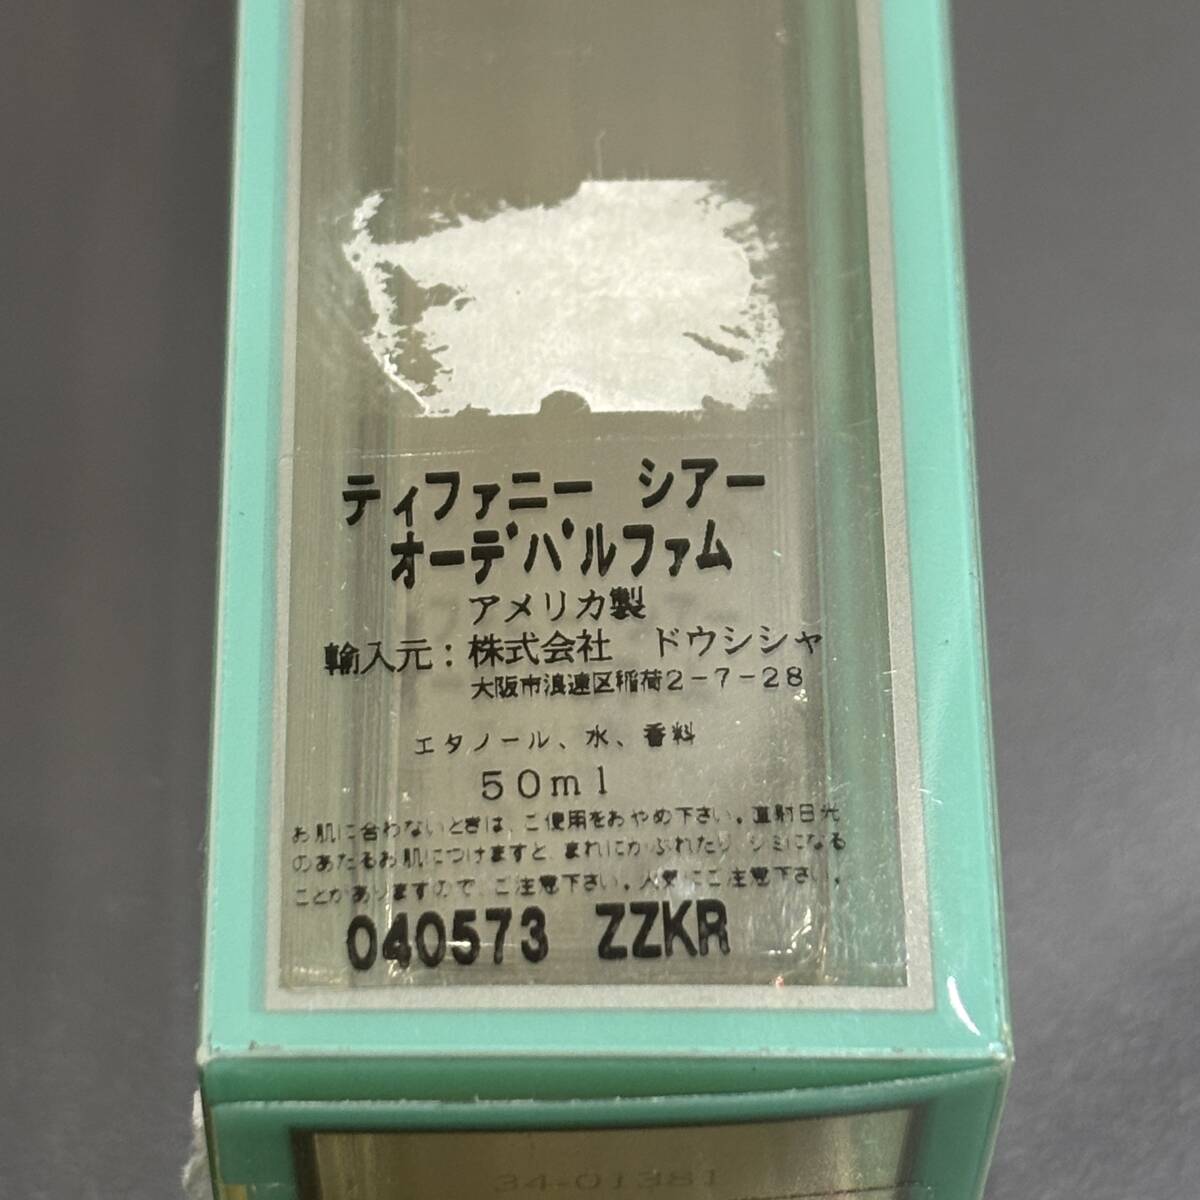 ティファニー シアー
オーデパルファム
アメリカ製
輸入元：株式会社 ドウシシャ
大阪市浪速区稲荷2-7-28
エタノール、水、香料
50ml
お肌に合わないときは、ご使用をおやめ下さい。直射日光
のあたるお肌につけますと、まれにかぶれたり、シミになる
ことがありますので、ご注意下さい。火気にご注意下さい。
040573 ZZKR
34-01381